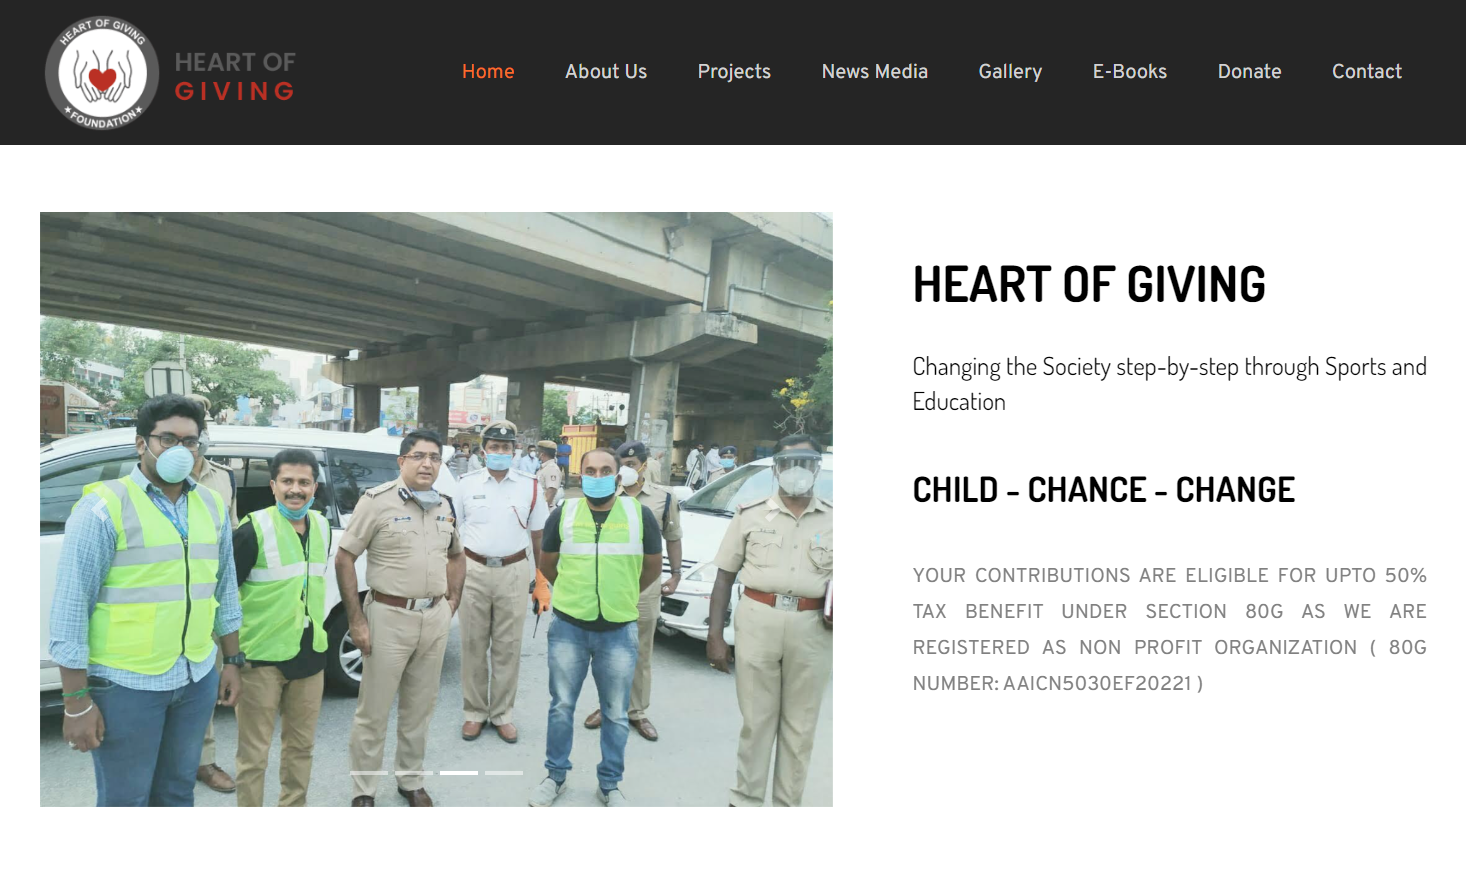 HEART OF GIVING
FOUNDATION
HEART OF
GIVING
Home
About Us
Projects
News Media
Gallery
E-Books
Donate
Contact
STOP
HEART OF GIVING
Changing the Society step-by-step through Sports and
Education
CHILD - CHANCE - CHANGE
YOUR CONTRIBUTIONS ARE ELIGIBLE FOR UPTO 50%
TAX BENEFIT UNDER SECTION 80G AS WE ARE
REGISTERED AS NON PROFIT ORGANIZATION ( 80G
NUMBER: AAICN5030EF20221 )